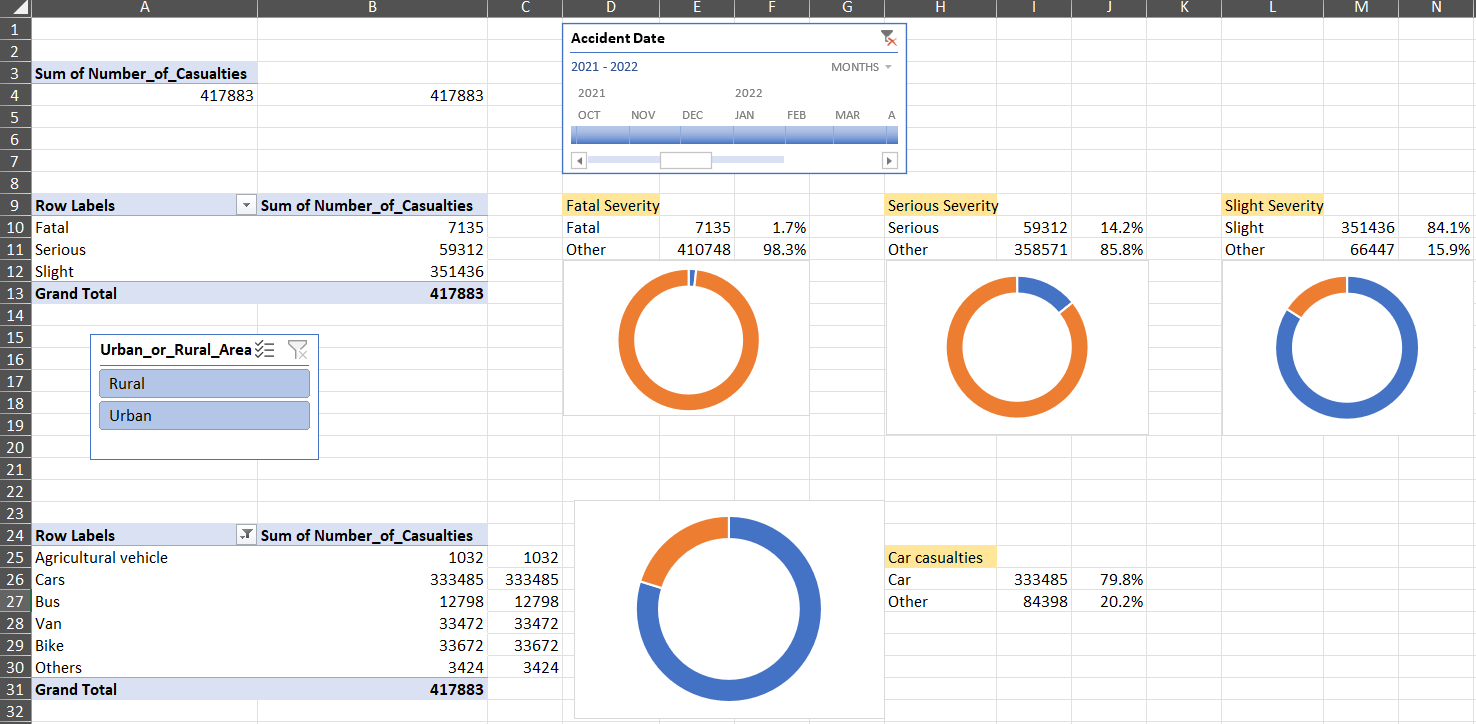 A B C D E F G H I J K L M N
1 Accident Date
2 2021 - 2022 MONTHS
3 Sum of Number_of_Casualties 2021 2022
4 417883 417883
5 OCT NOV DEC JAN FEB MAR A
6
7
8
9 Row Labels Sum of Number_of_Casualties Fatal Severity Serious Severity Slight Severity
10 Fatal 7135 Fatal 7135 1.7% Serious 59312 14.2% Slight 351436 84.1%
11 Serious 59312 Other 410748 98.3% Other 358571 85.8% Other 66447 15.9%
12 Slight 351436
13 Grand Total 417883
14
15
16 Urban_or_Rural_Area
17 Rural
18
19 Urban
20
21
22
23
24 Row Labels Sum of Number_of_Casualties
25 Agricultural vehicle 1032 1032 Car casualties
26 Cars 333485 333485 Car 333485 79.8%
27 Bus 12798 12798 Other 84398 20.2%
28 Van 33472 33472
29 Bike 33672 33672
30 Others 3424 3424
31 Grand Total 417883
32